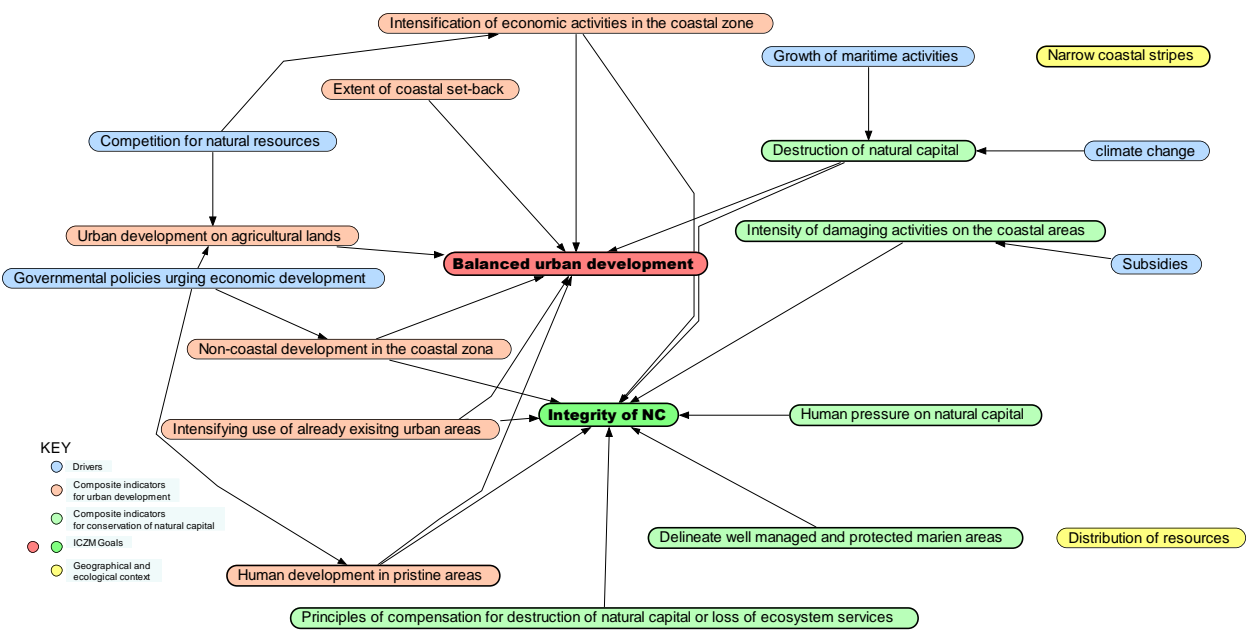 Intensification of economic activities in the coastal zone
Growth of maritime activities
Narrow coastal stripes
Extent of coastal set-back
Competition for natural resources
Destruction of natural capital
climate change
Urban development on agricultural lands
Intensity of damaging activities on the coastal areas
Balanced urban development
Subsidies
Governmental policies urging economic development
Non-coastal development in the coastal zona
Integrity of NC
Human pressure on natural capital
Intensifying use of already exisitng urban areas
KEY
Drivers
Composite indicators
for urban development
Composite indicators
for conservation of natural capital
ICZM Goals
Geographical and
ecological context
Delineate well managed and protected marien areas
Distribution of resources
Human development in pristine areas
Principles of compensation for destruction of natural capital or loss of ecosystem services